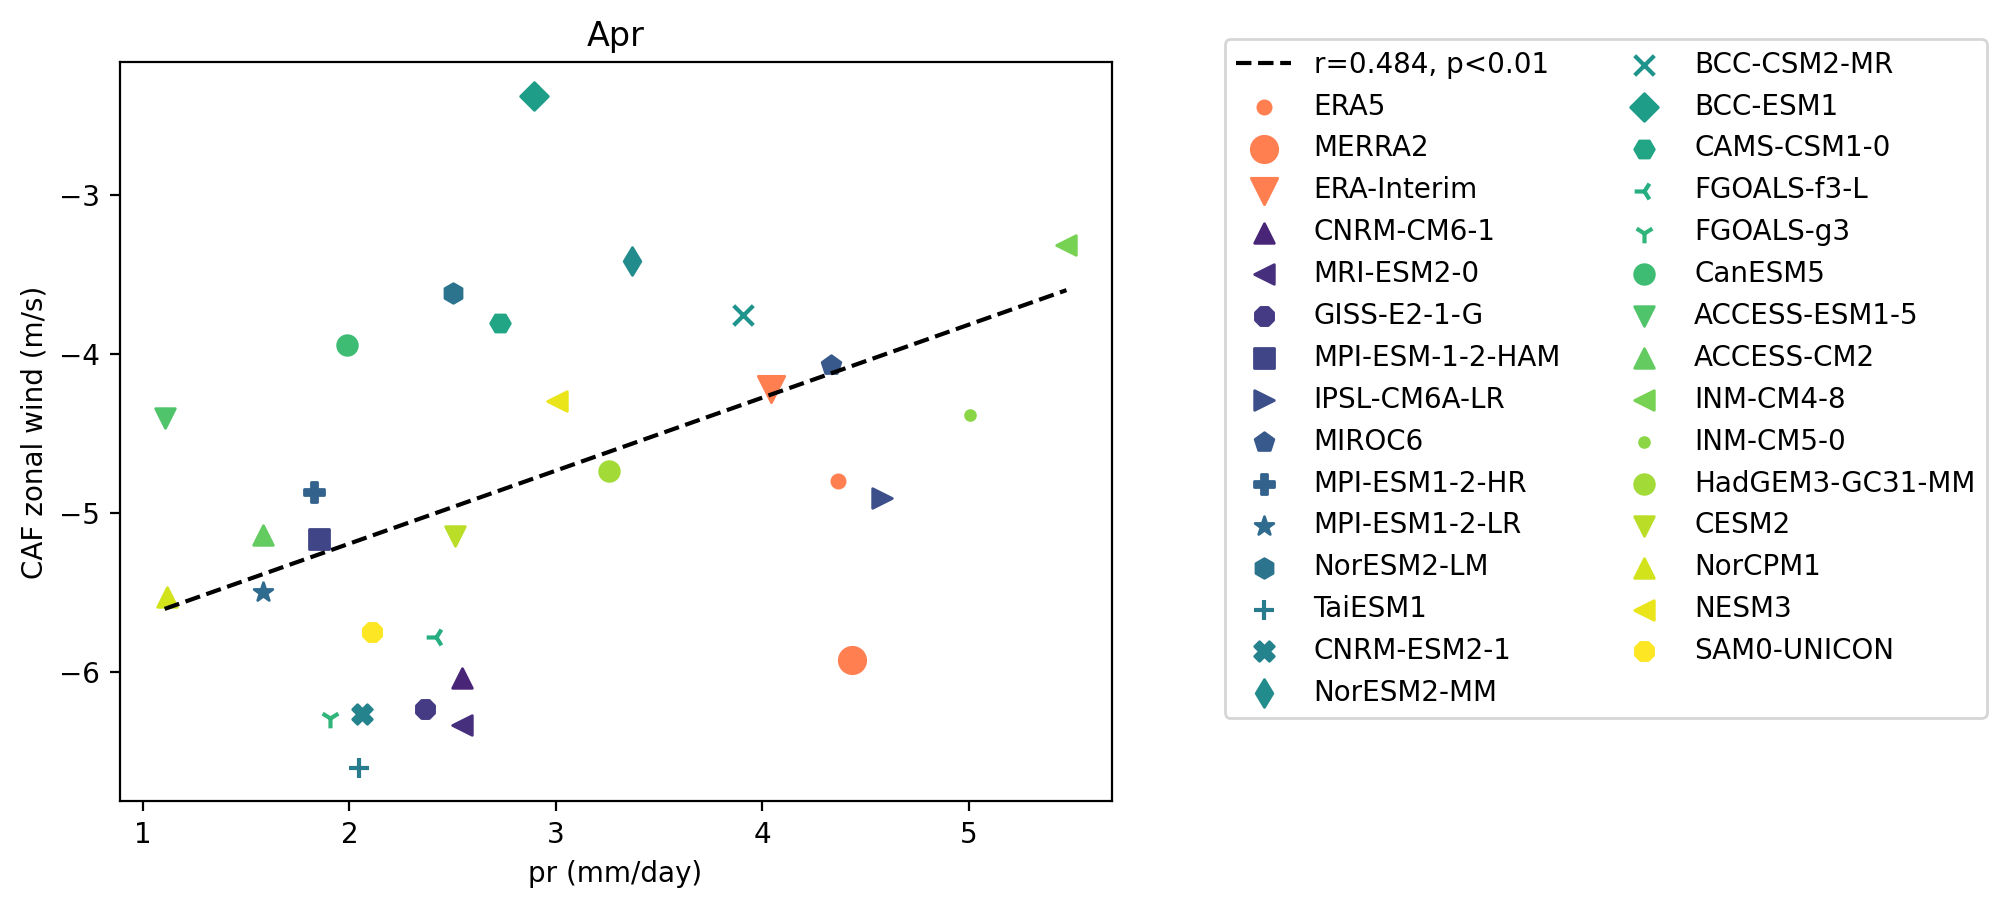 Apr
CAF zonal wind (m/s)
−3
−4
−5
−6
1
2
3
4
5
pr (mm/day)
r=0.484, p<0.01
ERA5
MERRA2
ERA-Interim
CNRM-CM6-1
MRI-ESM2-0
GISS-E2-1-G
MPI-ESM-1-2-HAM
IPSL-CM6A-LR
MIROC6
MPI-ESM1-2-HR
MPI-ESM1-2-LR
NorESM2-LM
TaiESM1
CNRM-ESM2-1
NorESM2-MM
BCC-CSM2-MR
BCC-ESM1
CAMS-CSM1-0
FGOALS-f3-L
FGOALS-g3
CanESM5
ACCESS-ESM1-5
ACCESS-CM2
INM-CM4-8
INM-CM5-0
HadGEM3-GC31-MM
CESM2
NorCPM1
NESM3
SAM0-UNICON